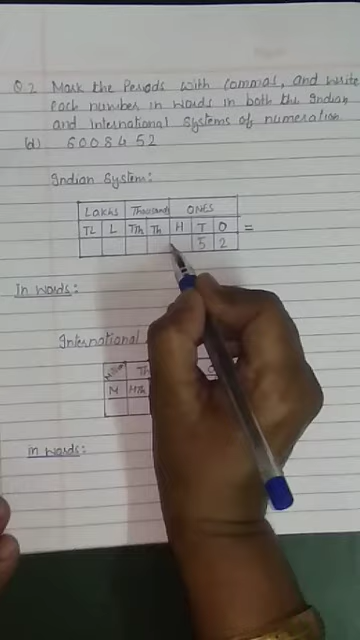 Q.2 Mark the Periods with Commas, and write
each number in words in both the Indian
and International Systems of numeration
(d) 6008452
Indian System:
Lakhs Thousand ONES
TL L TTh Th H T O =
5 2
In words:
International
Million Th
M HTh
in words: